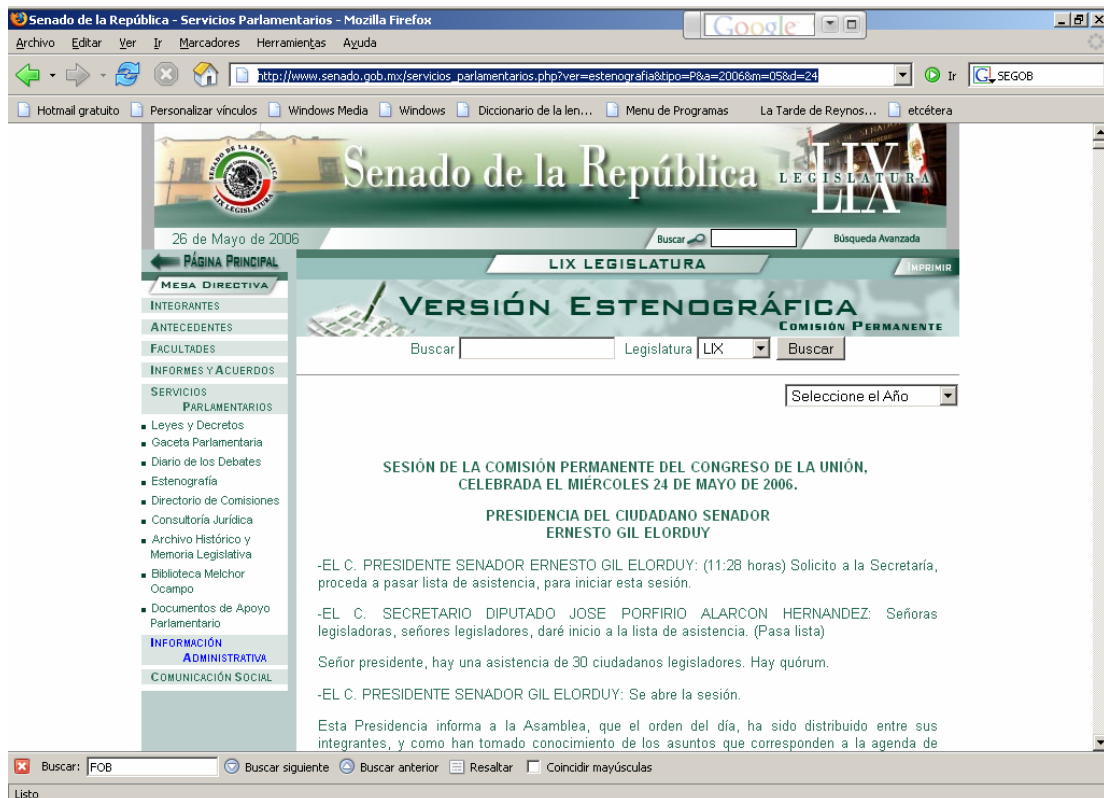 Senado de la República - Servicios Parlamentarios - Mozilla Firefox
Google
Archivo Editar Ver Ir Marcadores Herramientas Ayuda
http://www.senado.gob.mx/servicios_parlamentarios.php?ver=estenografia&tipo=P&a=2006&m=05&d=24
Ir
SEGOB
Hotmail gratuito Personalizar vínculos Windows Media Windows Diccionario de la len... Menu de Programas La Tarde de Reynos... etcétera
SENADO DE LA REPÚBLICA
LIX LEGISLATURA
Senado de la República
LIX
LEGISLATURA
26 de Mayo de 2006
Buscar
Búsqueda Avanzada
PÁGINA PRINCIPAL
MESA DIRECTIVA
INTEGRANTES
ANTECEDENTES
FACULTADES
INFORMES Y ACUERDOS
SERVICIOS
PARLAMENTARIOS
Leyes y Decretos
Gaceta Parlamentaria
Diario de los Debates
Estenografía
Directorio de Comisiones
Consultoría Jurídica
Archivo Histórico y
Memoria Legislativa
Biblioteca Melchor
Ocampo
Documentos de Apoyo
Parlamentario
INFORMACIÓN
ADMINISTRATIVA
COMUNICACIÓN SOCIAL
LIX LEGISLATURA
IMPRIMIR
VERSIÓN ESTENOGRÁFICA
COMISIÓN PERMANENTE
Buscar Legislatura LIX Buscar
Seleccione el Año
SESIÓN DE LA COMISIÓN PERMANENTE DEL CONGRESO DE LA UNIÓN,
CELEBRADA EL MIÉRCOLES 24 DE MAYO DE 2006.
PRESIDENCIA DEL CIUDADANO SENADOR
ERNESTO GIL ELORDUY
-EL C. PRESIDENTE SENADOR ERNESTO GIL ELORDUY: (11:28 horas) Solicito a la Secretaría,
proceda a pasar lista de asistencia, para iniciar esta sesión.
-EL C. SECRETARIO DIPUTADO JOSE PORFIRIO ALARCON HERNANDEZ: Señoras
legisladoras, señores legisladores, daré inicio a la lista de asistencia. (Pasa lista)
Señor presidente, hay una asistencia de 30 ciudadanos legisladores. Hay quórum.
-EL C. PRESIDENTE SENADOR GIL ELORDUY: Se abre la sesión.
Esta Presidencia informa a la Asamblea, que el orden del día, ha sido distribuido entre sus
integrantes, y como han tomado conocimiento de los asuntos que corresponden a la agenda de
Buscar: FOB Buscar siguiente Buscar anterior Resaltar Coincidir mayúsculas
Listo